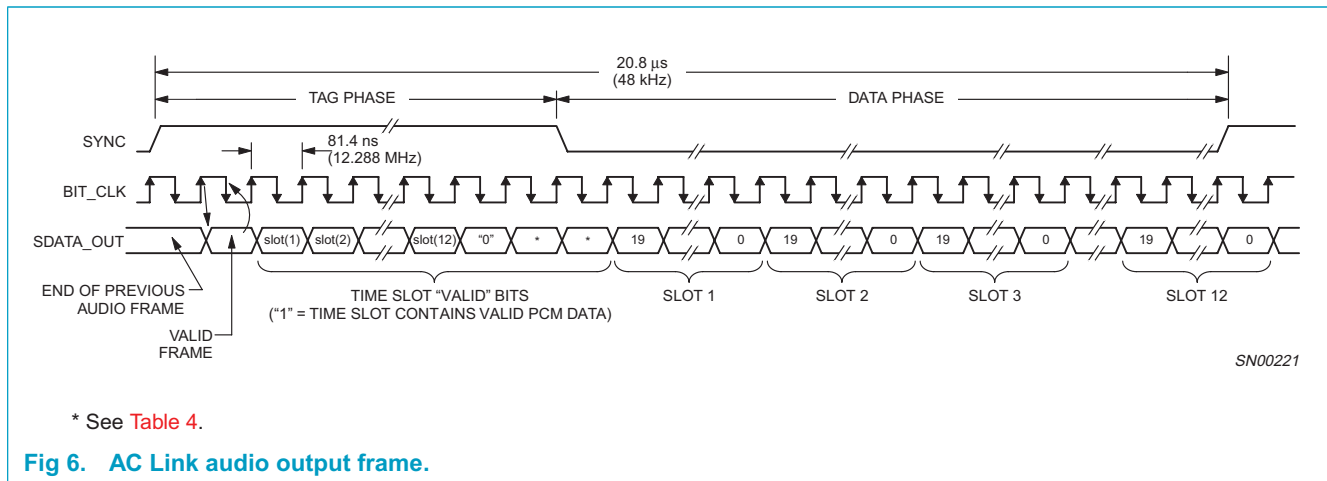 20.8 µs
(48 kHz)
TAG PHASE
DATA PHASE
SYNC
81.4 ns
(12.288 MHz)
BIT_CLK
SDATA_OUT
slot(1) slot(2) slot(12) “0” * * 19 0 19 0 19 0 19 0
END OF PREVIOUS
AUDIO FRAME
VALID
FRAME
TIME SLOT “VALID” BITS
(“1” = TIME SLOT CONTAINS VALID PCM DATA)
SLOT 1
SLOT 2
SLOT 3
SLOT 12
SN00221
* See Table 4.
Fig 6. AC Link audio output frame.